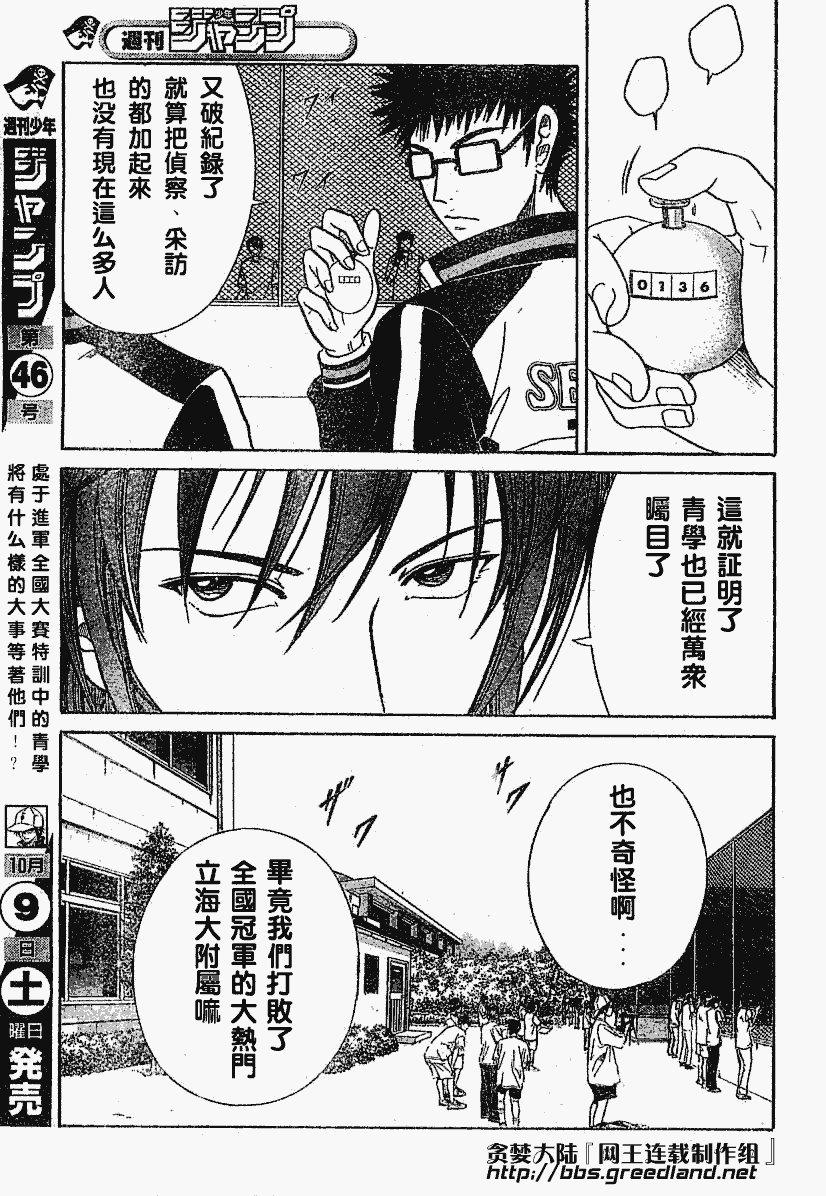 週刊
少年
ジャンプ
0136
又破紀錄了
就算把偵察、采訪
的都加起來
也没有現在這么多人
SE
這就証明了
青學也已經萬衆
矚目了
也不奇怪啊...
畢竟我們打敗了
全國冠軍的大熱門
立海大附屬嘛
週刊少年
ジャンプ
第
46
号
處于進軍全國大賽特訓中的青學
將有什么樣的大事等著他們!?
10月
9
日
土
曜日
発売
贪婪大陆『网王连载制作组』
http://bbs.greedland.net